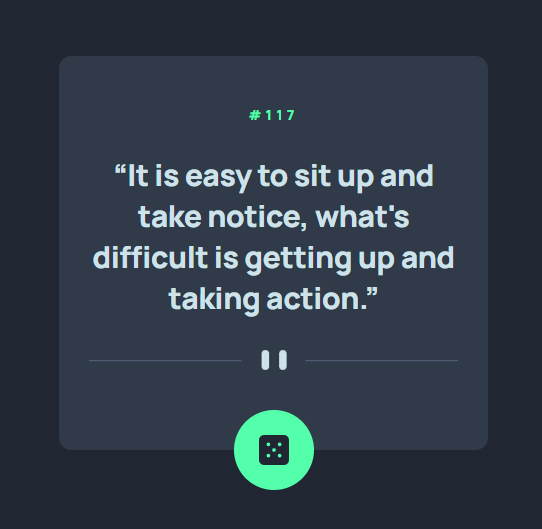 #117
“It is easy to sit up and
take notice, what's
difficult is getting up and
taking action.”